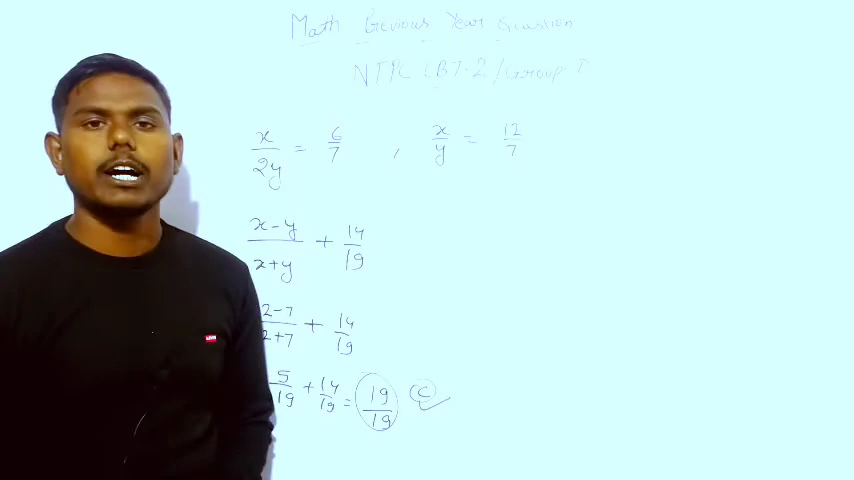 Math Previous Year Question
NTPC CBT-2 / Group D
x/2y = 6/7 , x/y = 12/7
x-y/x+y + 14/19
2-7/2+7 + 14/19
5/19 + 14/19 = 19/19 C